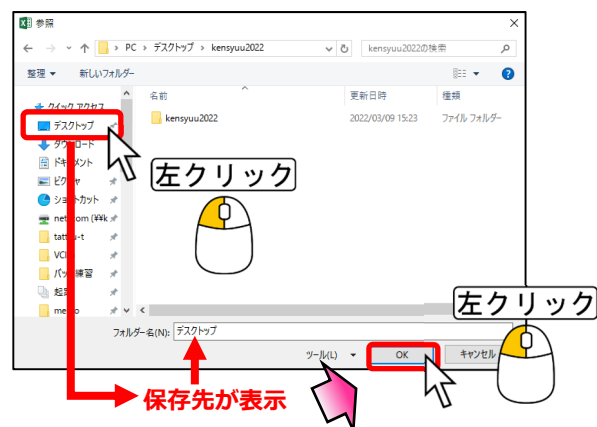 参照
PC > デスクトップ > kensyuu2022
kensyuu2022の検索
整理 ▼ 新しいフォルダー
名前 更新日時 種類
クイック アクセス
kensyuu2022 2022/03/09 15:23 ファイル フォルダー
デスクトップ
ダウンロード
ドキュメント
左クリック
ショートカット
VC
練習
左クリック
フォルダー名(N): デスクトップ
ツール(L) ▼ OK キャンセル
保存先が表示